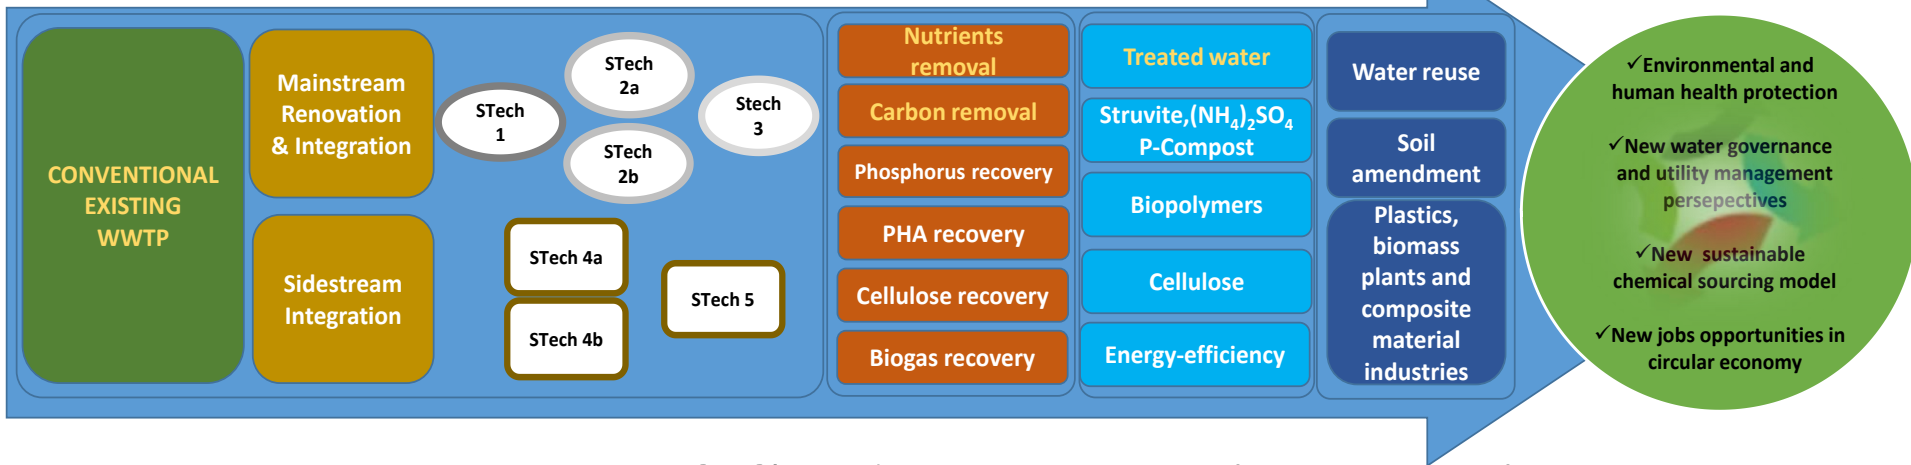 CONVENTIONAL
EXISTING
WWTP
Mainstream
Renovation
& Integration
Sidestream
Integration
STech
1
STech
2a
STech
2b
Stech
3
STech 4a
STech 4b
STech 5
Nutrients
removal
Carbon removal
Phosphorus recovery
PHA recovery
Cellulose recovery
Biogas recovery
Treated water
Struvite,(NH₄)₂SO₄
P-Compost
Biopolymers
Cellulose
Energy-efficiency
Water reuse
Soil
amendment
Plastics,
biomass
plants and
composite
material
industries
✓Environmental and
human health protection
✓New water governance
and utility management
persepectives
✓New sustainable
chemical sourcing model
✓New jobs opportunities in
circular economy